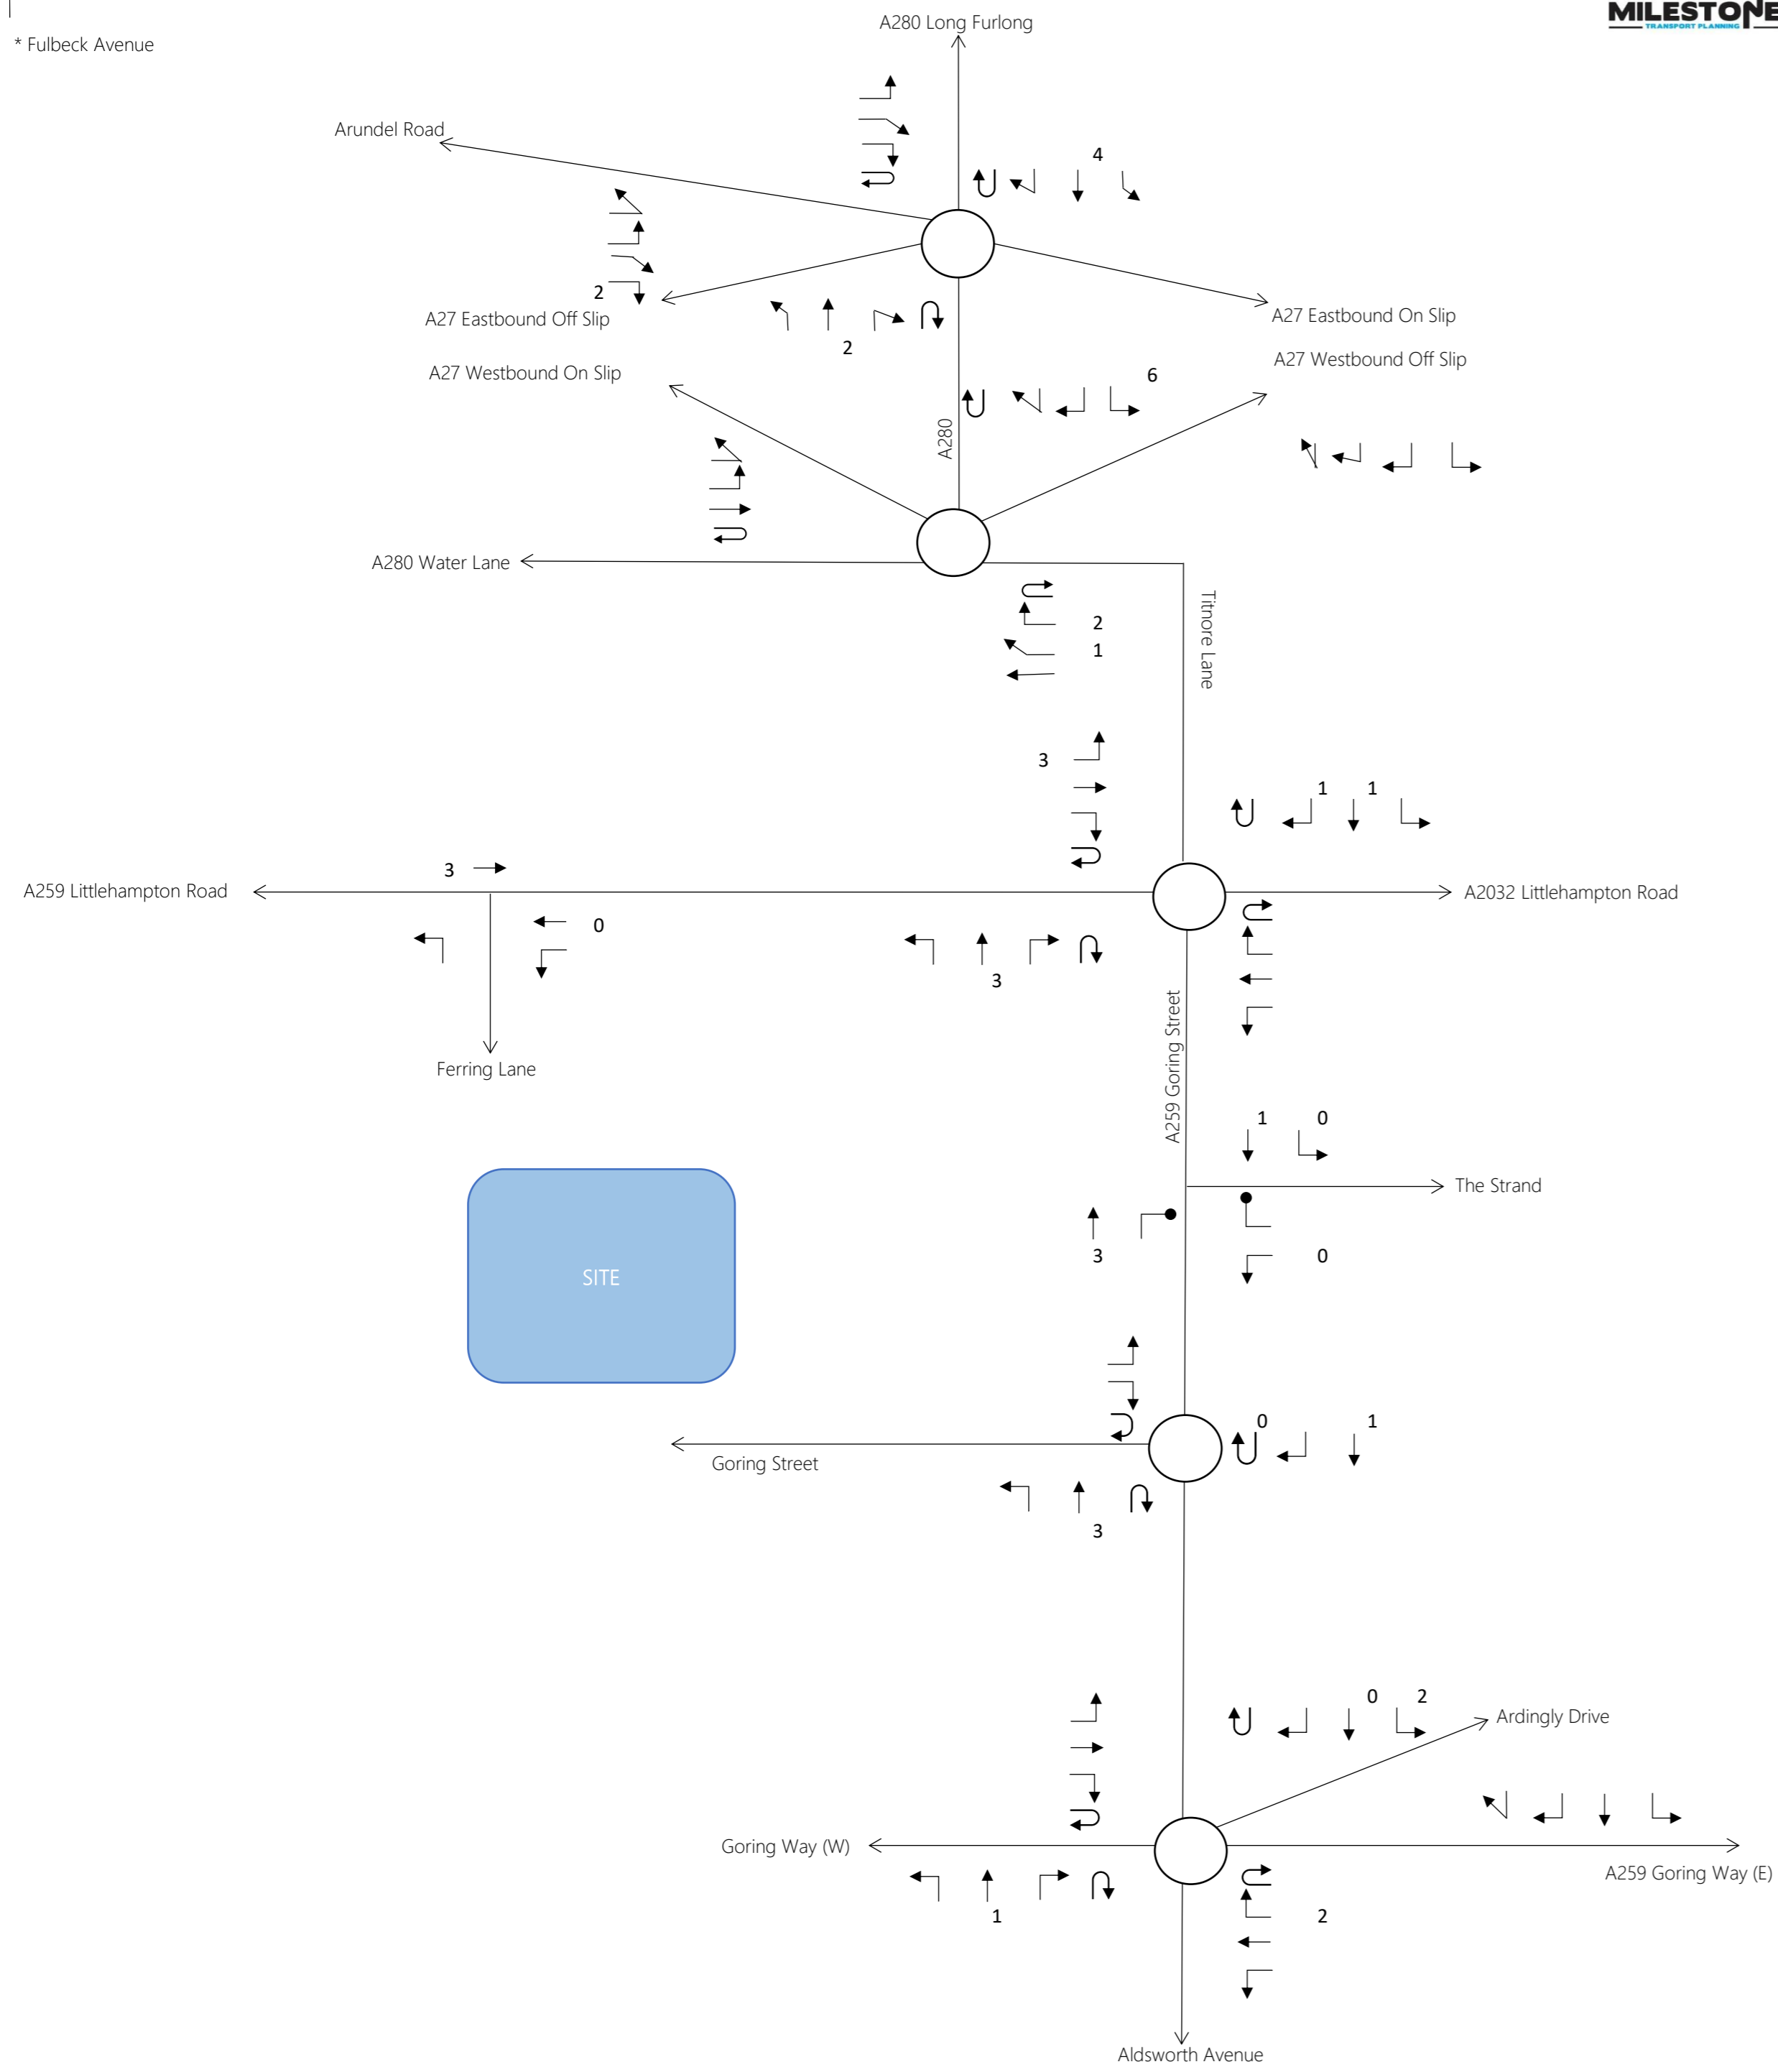 MILESTONE
TRANSPORT PLANNING
* Fulbeck Avenue
A280 Long Furlong
Arundel Road
4
2
A27 Eastbound Off Slip
A27 Eastbound On Slip
2
A27 Westbound On Slip
A27 Westbound Off Slip
6
A280
A280 Water Lane
Titnore Lane
2
1
3
1 1
3
A259 Littlehampton Road
A2032 Littlehampton Road
0
3
Ferring Lane
A259 Goring Street
1 0
The Strand
3
0
SITE
0 1
Goring Street
3
0 2
Ardingly Drive
Goring Way (W)
A259 Goring Way (E)
1
2
Aldsworth Avenue